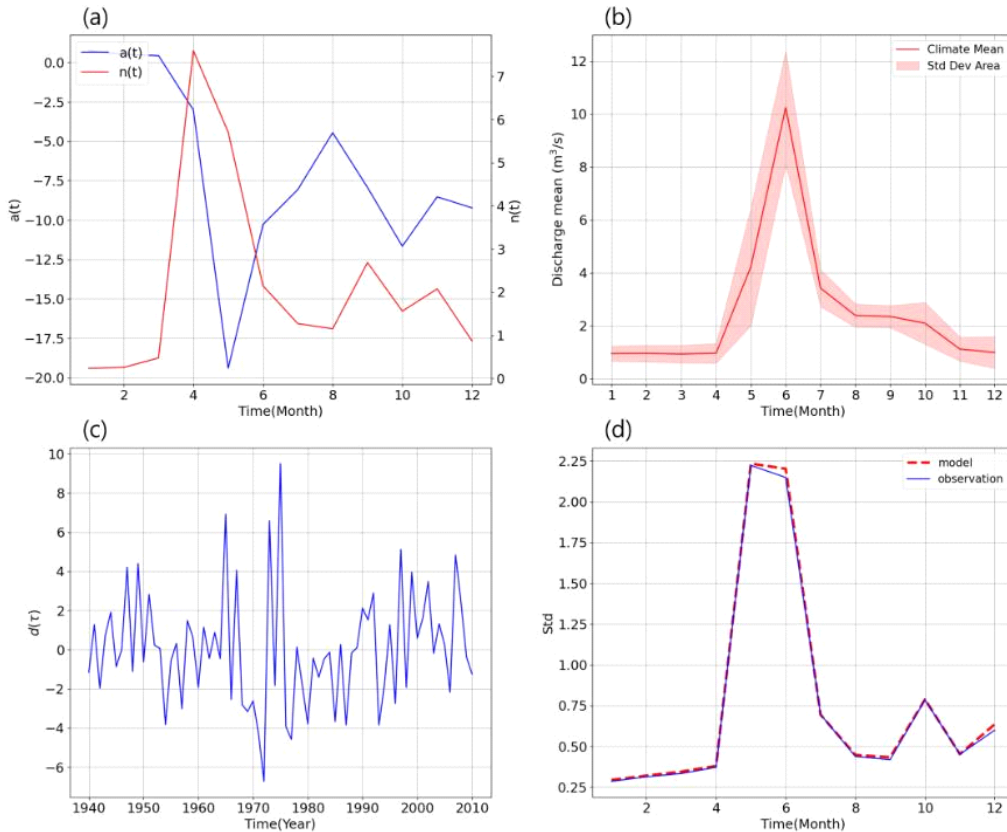 (a)
a(t)
n(t)
0.0
−2.5
−5.0
−7.5
−10.0
−12.5
−15.0
−17.5
−20.0
a(t)
7
6
5
4
3
2
1
0
n(t)
2 4 6 8 10 12
Time(Month)
(b)
Climate Mean
Std Dev Area
12
10
8
6
4
2
0
Discharge mean (m³/s)
1 2 3 4 5 6 7 8 9 10 11 12
Time(Month)
(c)
10
8
6
4
2
0
−2
−4
−6
d(τ)
1940 1950 1960 1970 1980 1990 2000 2010
Time(Year)
(d)
model
observation
2.25
2.00
1.75
1.50
1.25
1.00
0.75
0.50
0.25
Std
2 4 6 8 10 12
Time(Month)